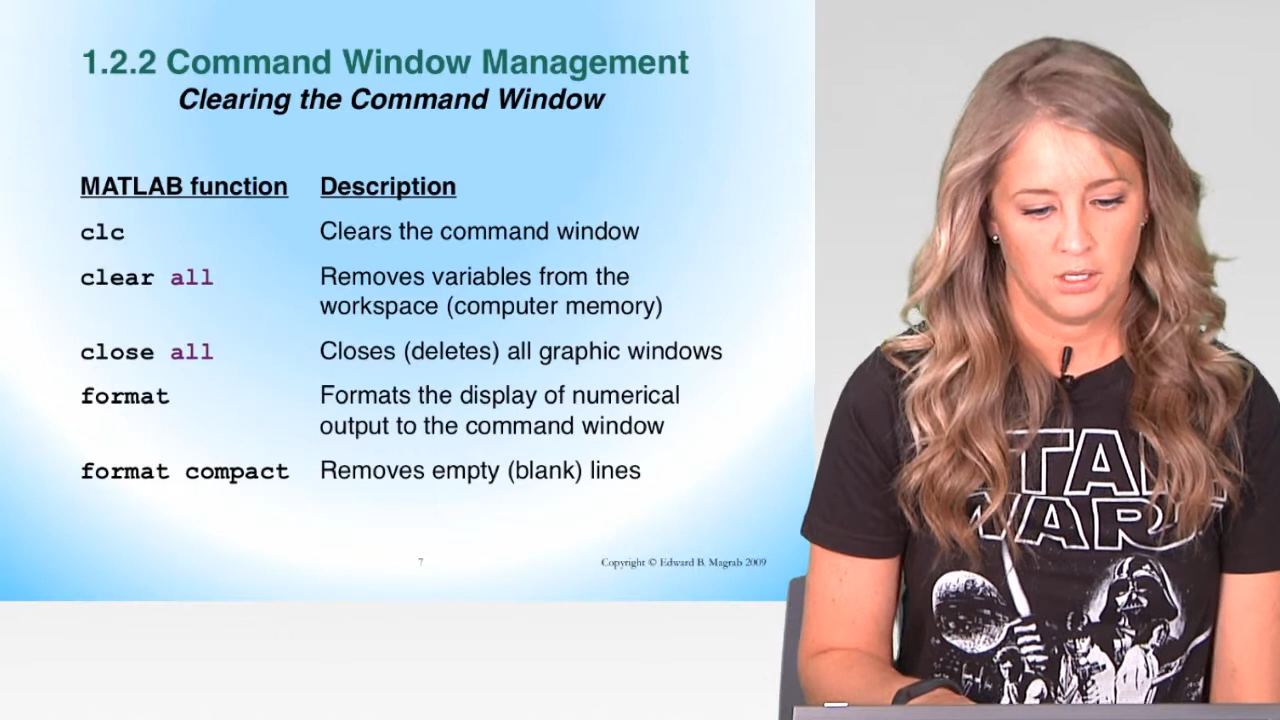 1.2.2 Command Window Management
Clearing the Command Window
MATLAB function Description
clc Clears the command window
clear all Removes variables from the
workspace (computer memory)
close all Closes (deletes) all graphic windows
format Formats the display of numerical
output to the command window
format compact Removes empty (blank) lines
7 Copyright © Edward B. Magrab 2009
STAR
WARS